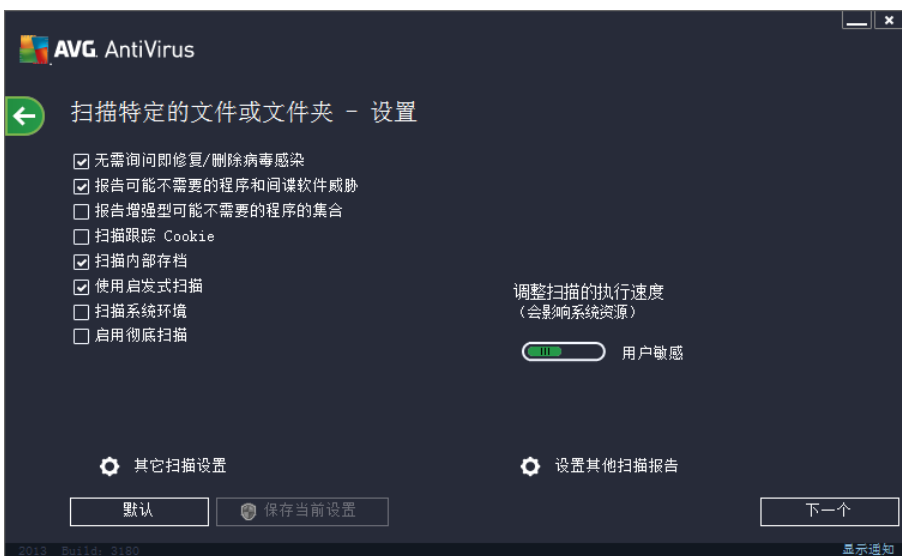 AVG. AntiVirus
扫描特定的文件或文件夹 - 设置
无需询问即修复/删除病毒感染
报告可能不需要的程序和间谍软件威胁
报告增强型可能不需要的程序的集合
扫描跟踪 Cookie
扫描内部存档
使用启发式扫描
扫描系统环境
启用彻底扫描
调整扫描的执行速度
（会影响系统资源）
用户敏感
其它扫描设置
设置其他扫描报告
默认
保存当前设置
下一个
2013 Build: 3180
显示通知